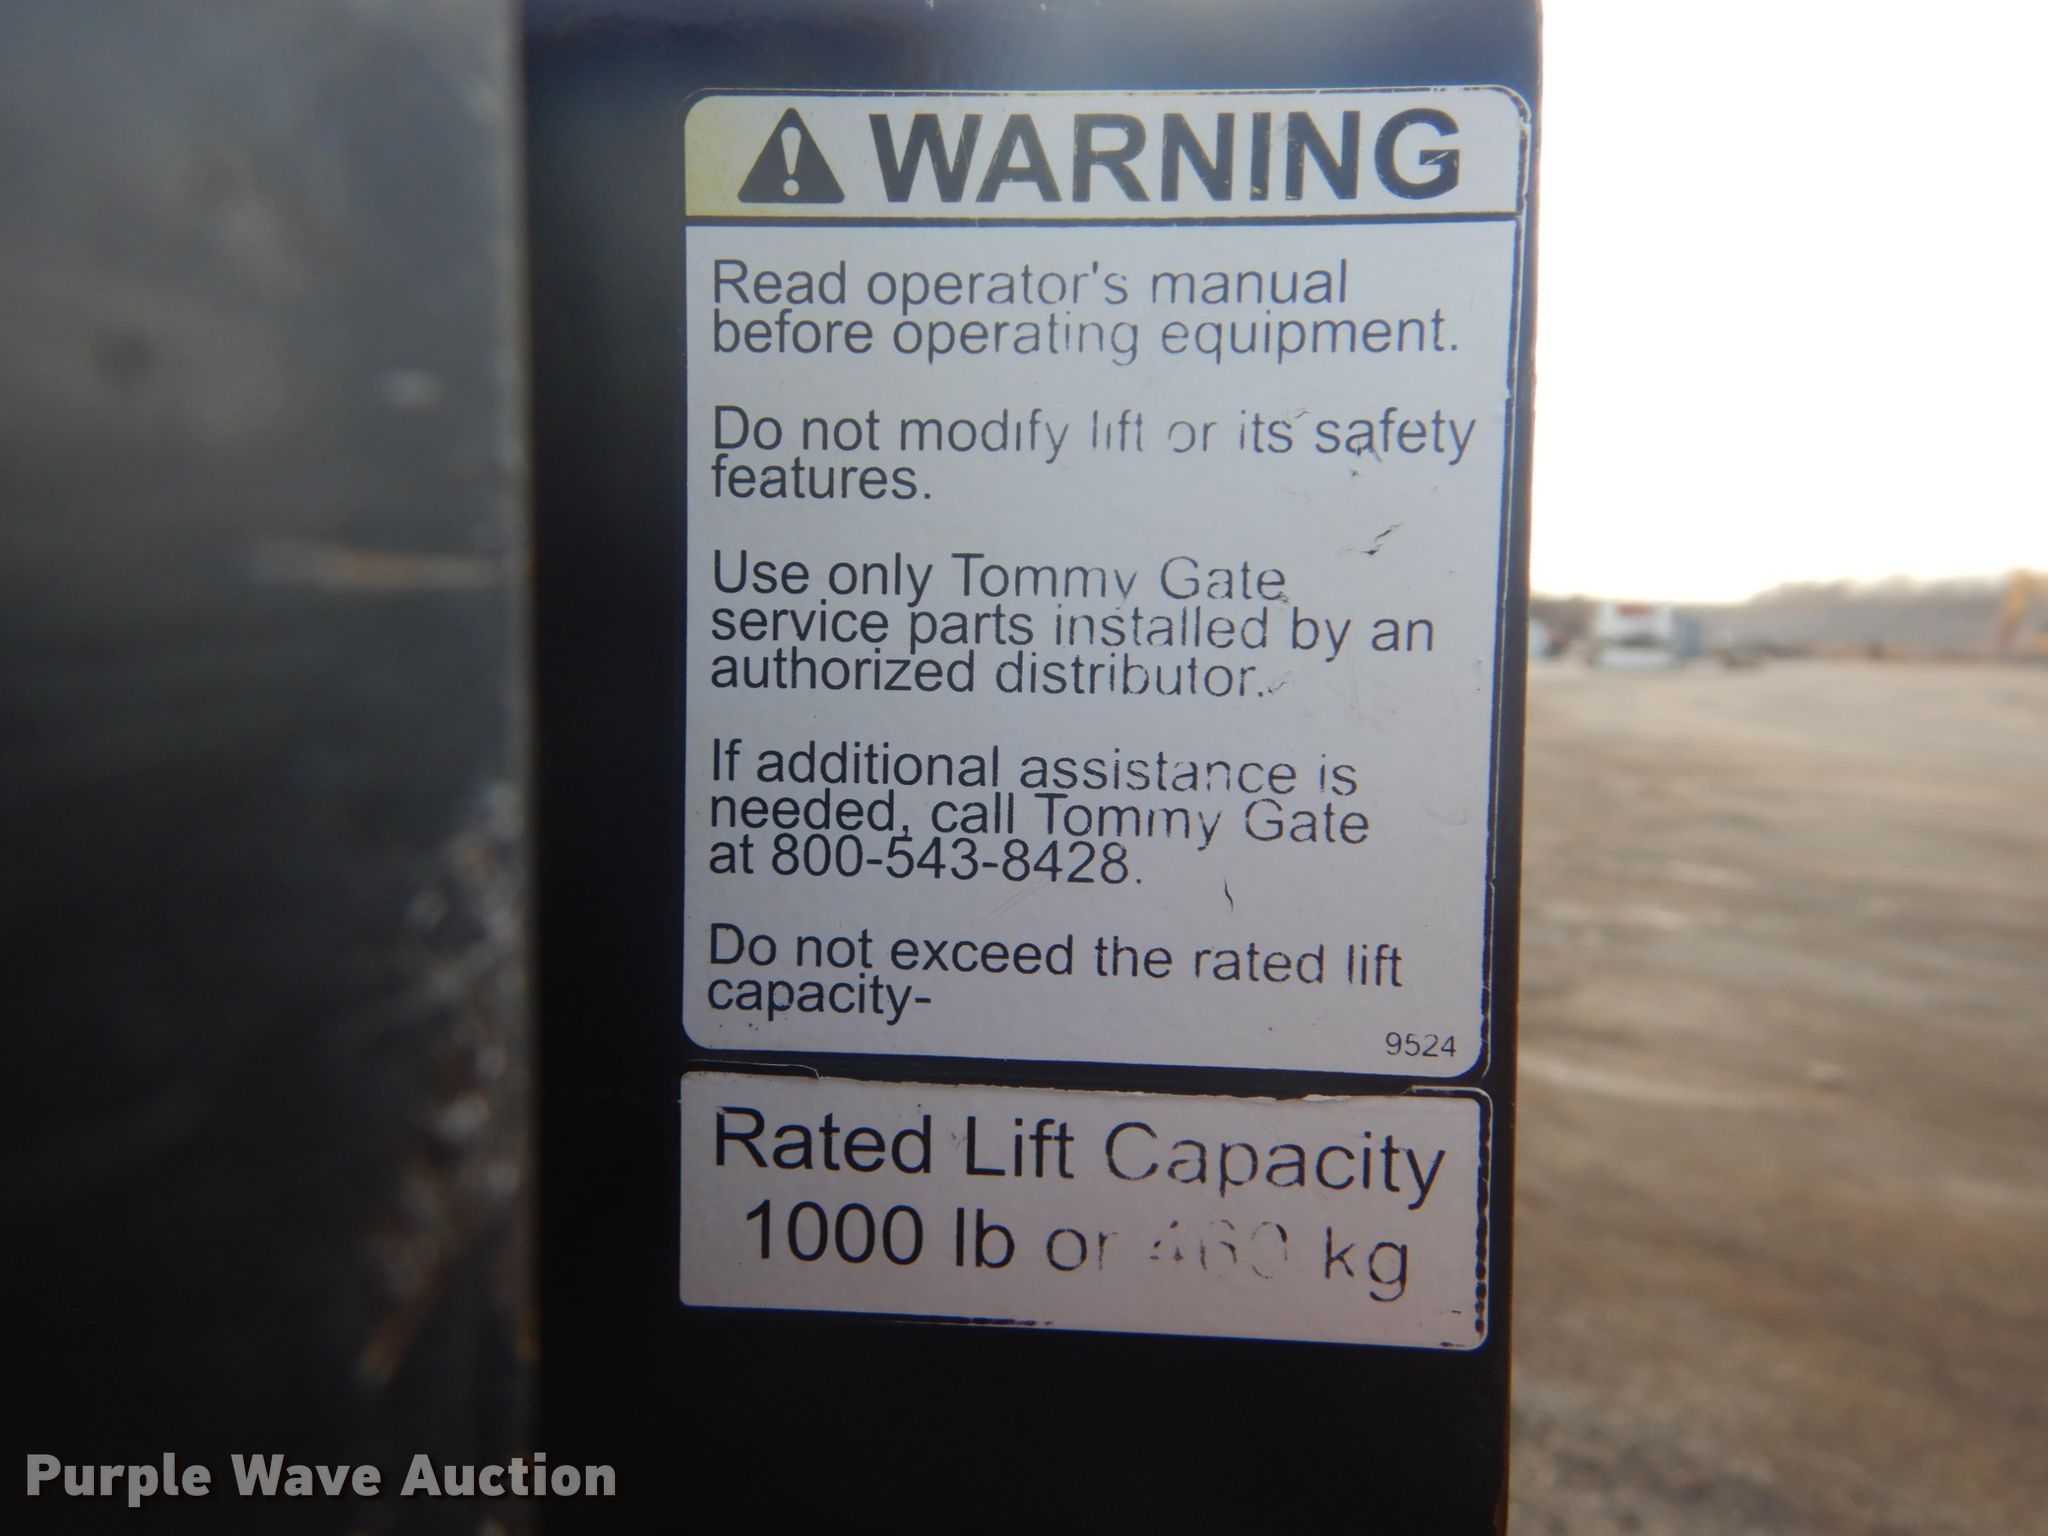 WARNING
Read operator's manual
before operating equipment.
Do not modify lift or its safety
features.
Use only Tommy Gate
service parts installed by an
authorized distributor.
If additional assistance is
needed, call Tommy Gate
at 800-543-8428.
Do not exceed the rated lift
capacity-
9524
Rated Lift Capacity
1000 lb or kg
Purple Wave Auction